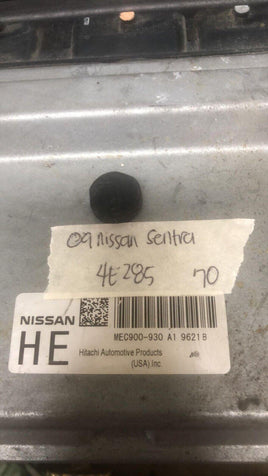 09 nissan Sentra
4E285 70
NISSAN
MEC900-930 A1 9621B
HE
Hitachi Automotive Products
(USA) Inc